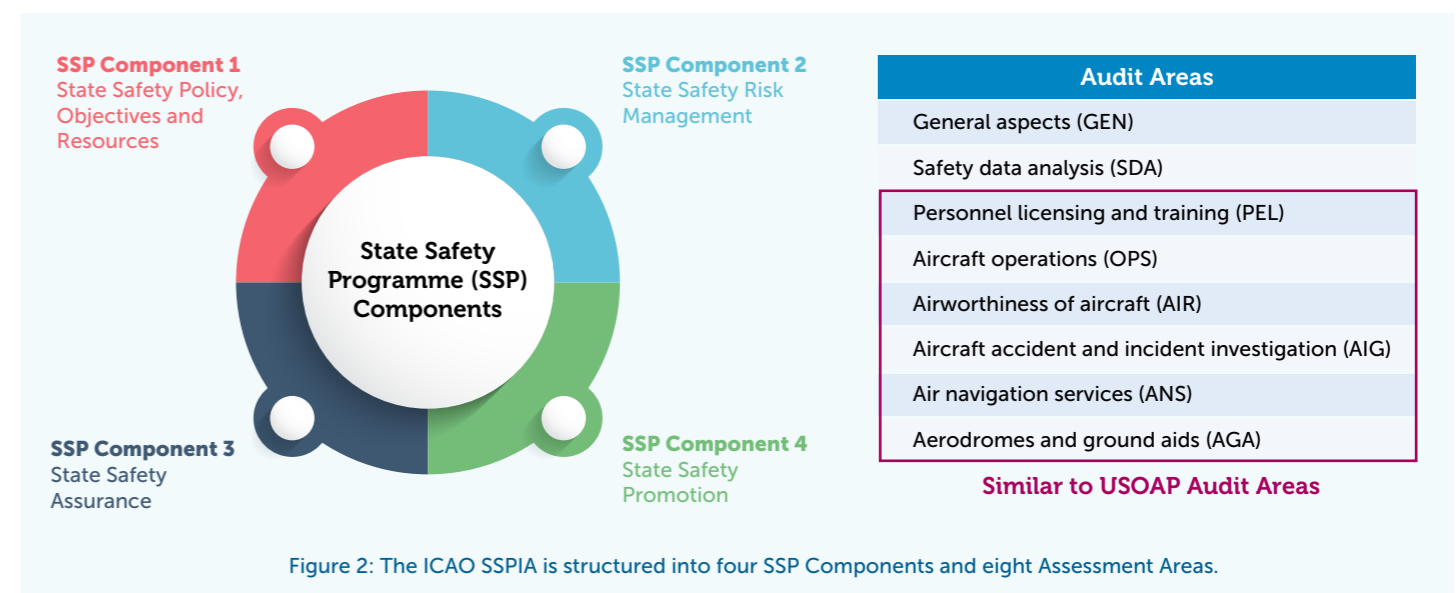 SSP Component 1
State Safety Policy,
Objectives and
Resources
SSP Component 2
State Safety Risk
Management
State Safety
Programme (SSP)
Components
SSP Component 3
State Safety
Assurance
SSP Component 4
State Safety
Promotion
Audit Areas
General aspects (GEN)
Safety data analysis (SDA)
Personnel licensing and training (PEL)
Aircraft operations (OPS)
Airworthiness of aircraft (AIR)
Aircraft accident and incident investigation (AIG)
Air navigation services (ANS)
Aerodromes and ground aids (AGA)
Similar to USOAP Audit Areas
Figure 2: The ICAO SSPIA is structured into four SSP Components and eight Assessment Areas.